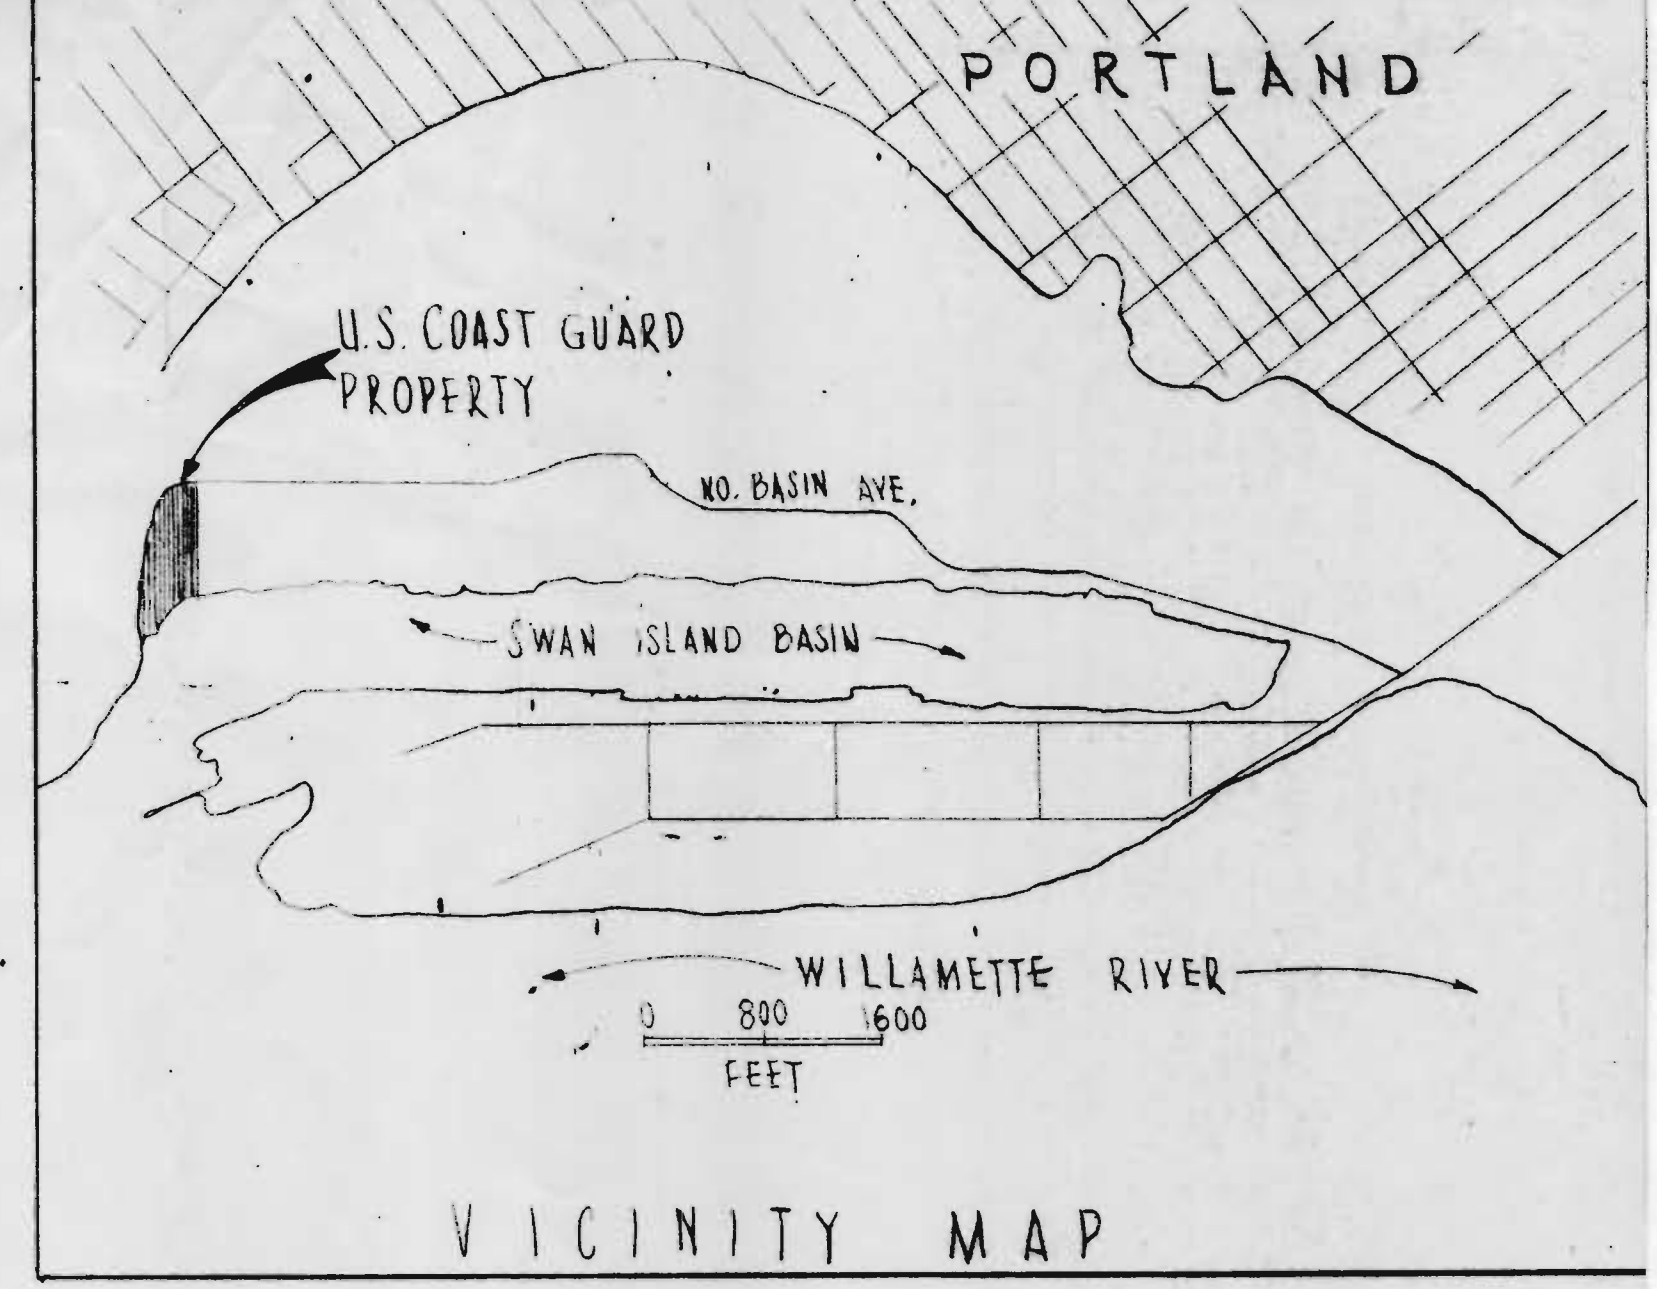 PORTLAND
U.S. COAST GUARD
PROPERTY
NO. BASIN AVE.
SWAN ISLAND BASIN
WILLAMETTE RIVER
0 800 1600
FEET
VICINITY MAP